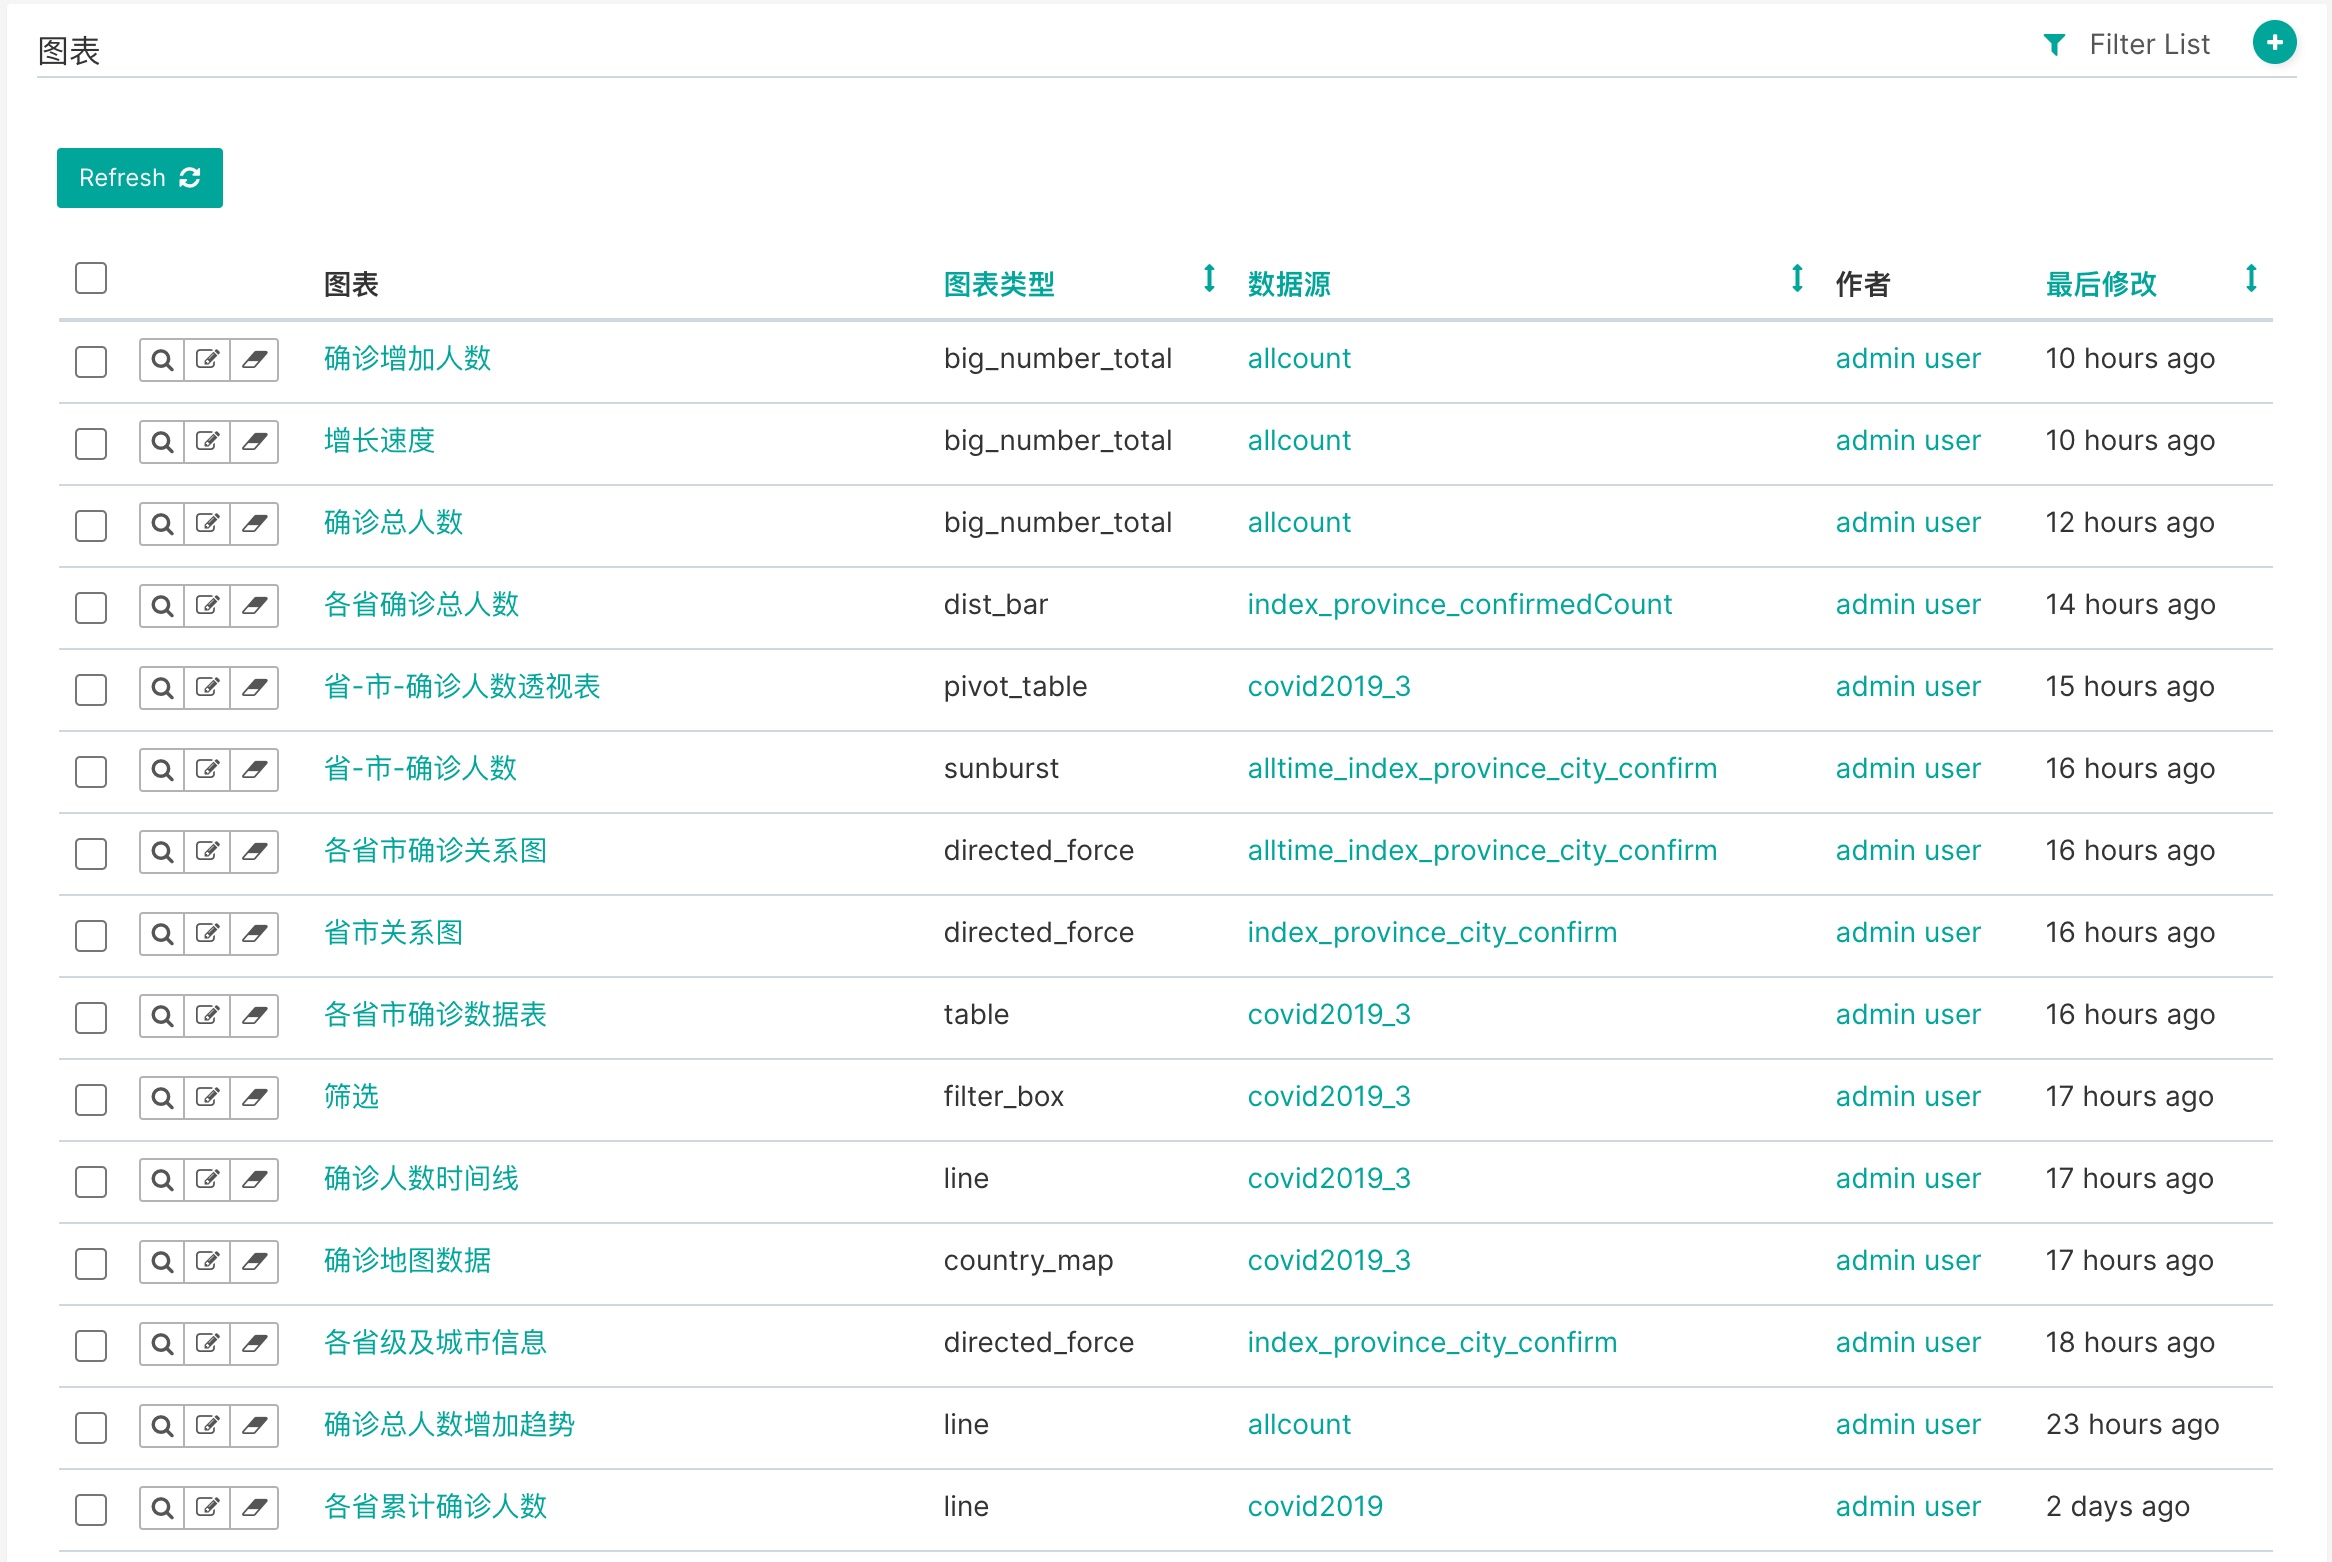 图表 Filter List
Refresh
图表 图表类型 数据源 作者 最后修改
确诊增加人数 big_number_total allcount admin user 10 hours ago
增长速度 big_number_total allcount admin user 10 hours ago
确诊总人数 big_number_total allcount admin user 12 hours ago
各省确诊总人数 dist_bar index_province_confirmedCount admin user 14 hours ago
省-市-确诊人数透视表 pivot_table covid2019_3 admin user 15 hours ago
省-市-确诊人数 sunburst alltime_index_province_city_confirm admin user 16 hours ago
各省市确诊关系图 directed_force alltime_index_province_city_confirm admin user 16 hours ago
省市关系图 directed_force index_province_city_confirm admin user 16 hours ago
各省市确诊数据表 table covid2019_3 admin user 16 hours ago
筛选 filter_box covid2019_3 admin user 17 hours ago
确诊人数时间线 line covid2019_3 admin user 17 hours ago
确诊地图数据 country_map covid2019_3 admin user 17 hours ago
各省级及城市信息 directed_force index_province_city_confirm admin user 18 hours ago
确诊总人数增加趋势 line allcount admin user 23 hours ago
各省累计确诊人数 line covid2019 admin user 2 days ago